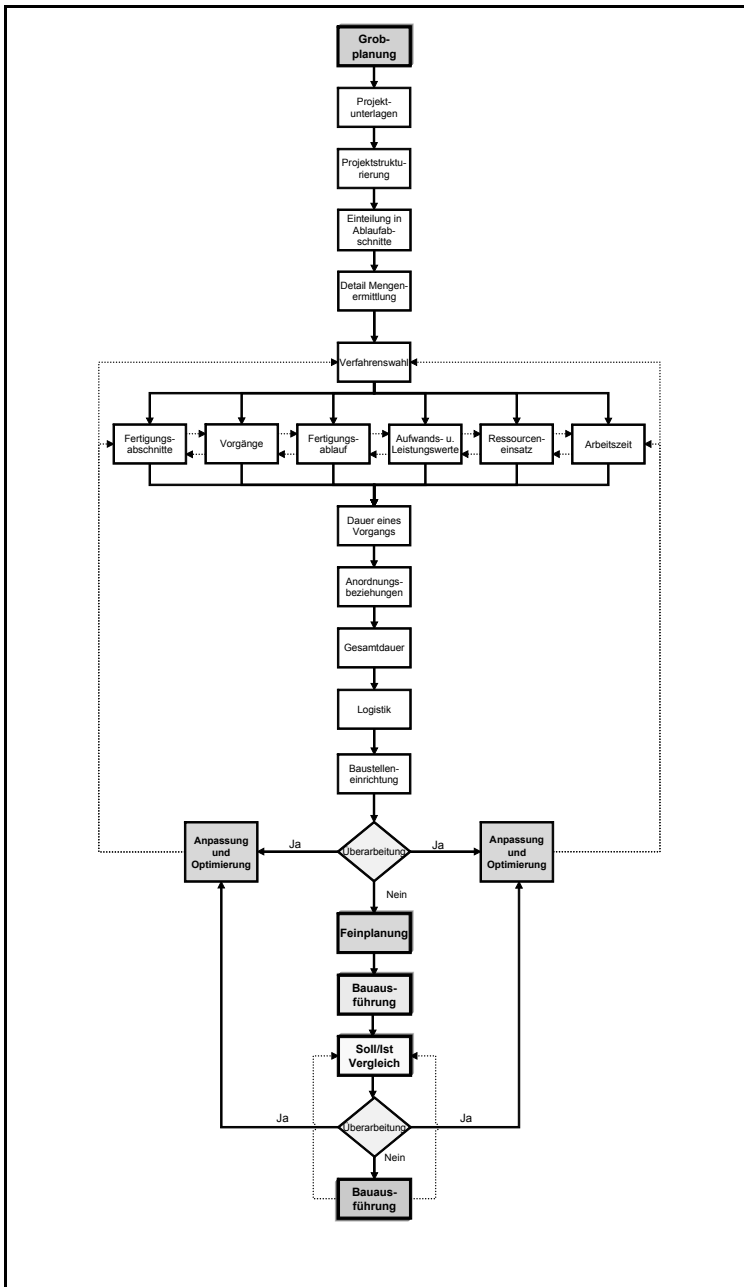 Grob-
planung
Projekt-
unterlagen
Projektstruktu-
rierung
Einteilung in
Ablaufab-
schnitte
Detail Mengen-
ermittlung
Verfahrenswahl
Fertigungs-
abschnitte
Vorgänge
Fertigungs-
ablauf
Aufwands- u.
Leistungswerte
Ressourcen-
einsatz
Arbeitszeit
Dauer eines
Vorgangs
Anordnungs-
beziehungen
Gesamtdauer
Logistik
Baustellen-
einrichtung
Anpassung
und
Optimierung
Ja
Überarbeitung
Ja
Anpassung
und
Optimierung
Nein
Feinplanung
Bauaus-
führung
Soll/Ist
Vergleich
Ja
Überarbeitung
Ja
Nein
Bauaus-
führung